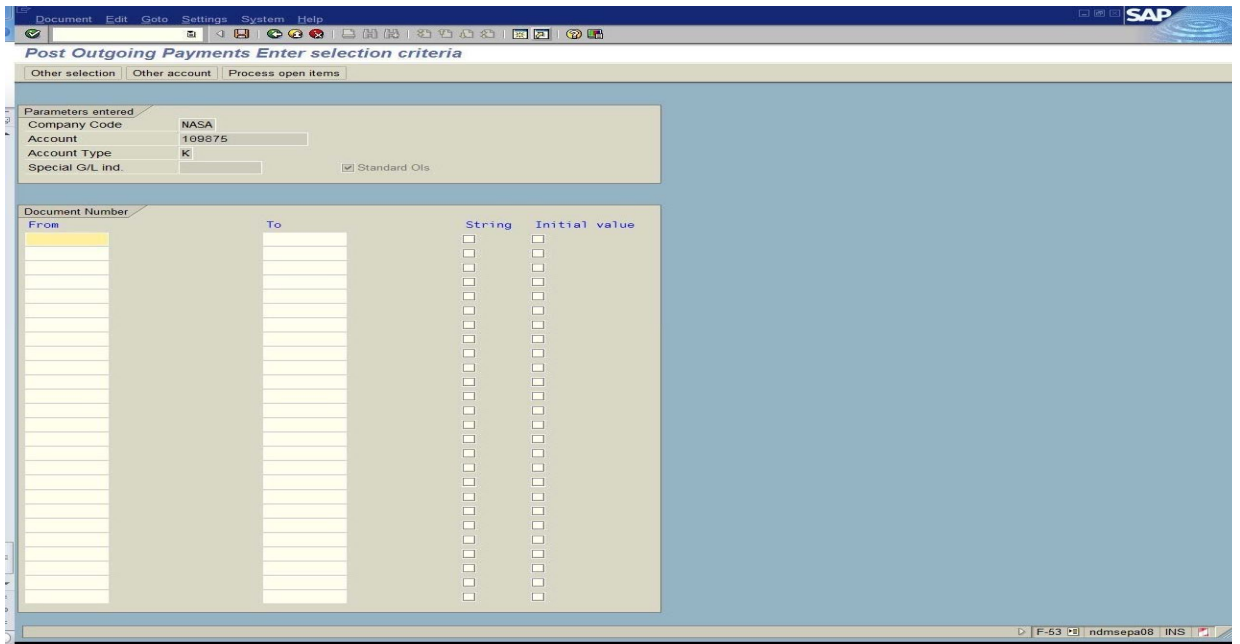 Document Edit Goto Settings System Help
SAP
Post Outgoing Payments Enter selection criteria
Other selection Other account Process open items
Parameters entered
Company Code NASA
Account 109875
Account Type K
Special G/L ind. Standard OIs
Document Number
From To String Initial value
F-53 ndmsepa08 INS